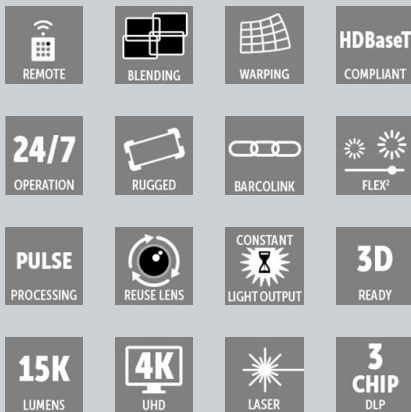 REMOTE
BLENDING
WARPING
HDBaseT
COMPLIANT
24/7
OPERATION
RUGGED
BARCOLINK
FLEX²
PULSE
PROCESSING
REUSE LENS
CONSTANT
LIGHT OUTPUT
3D
READY
15K
LUMENS
4K
UHD
LASER
3
CHIP
DLP